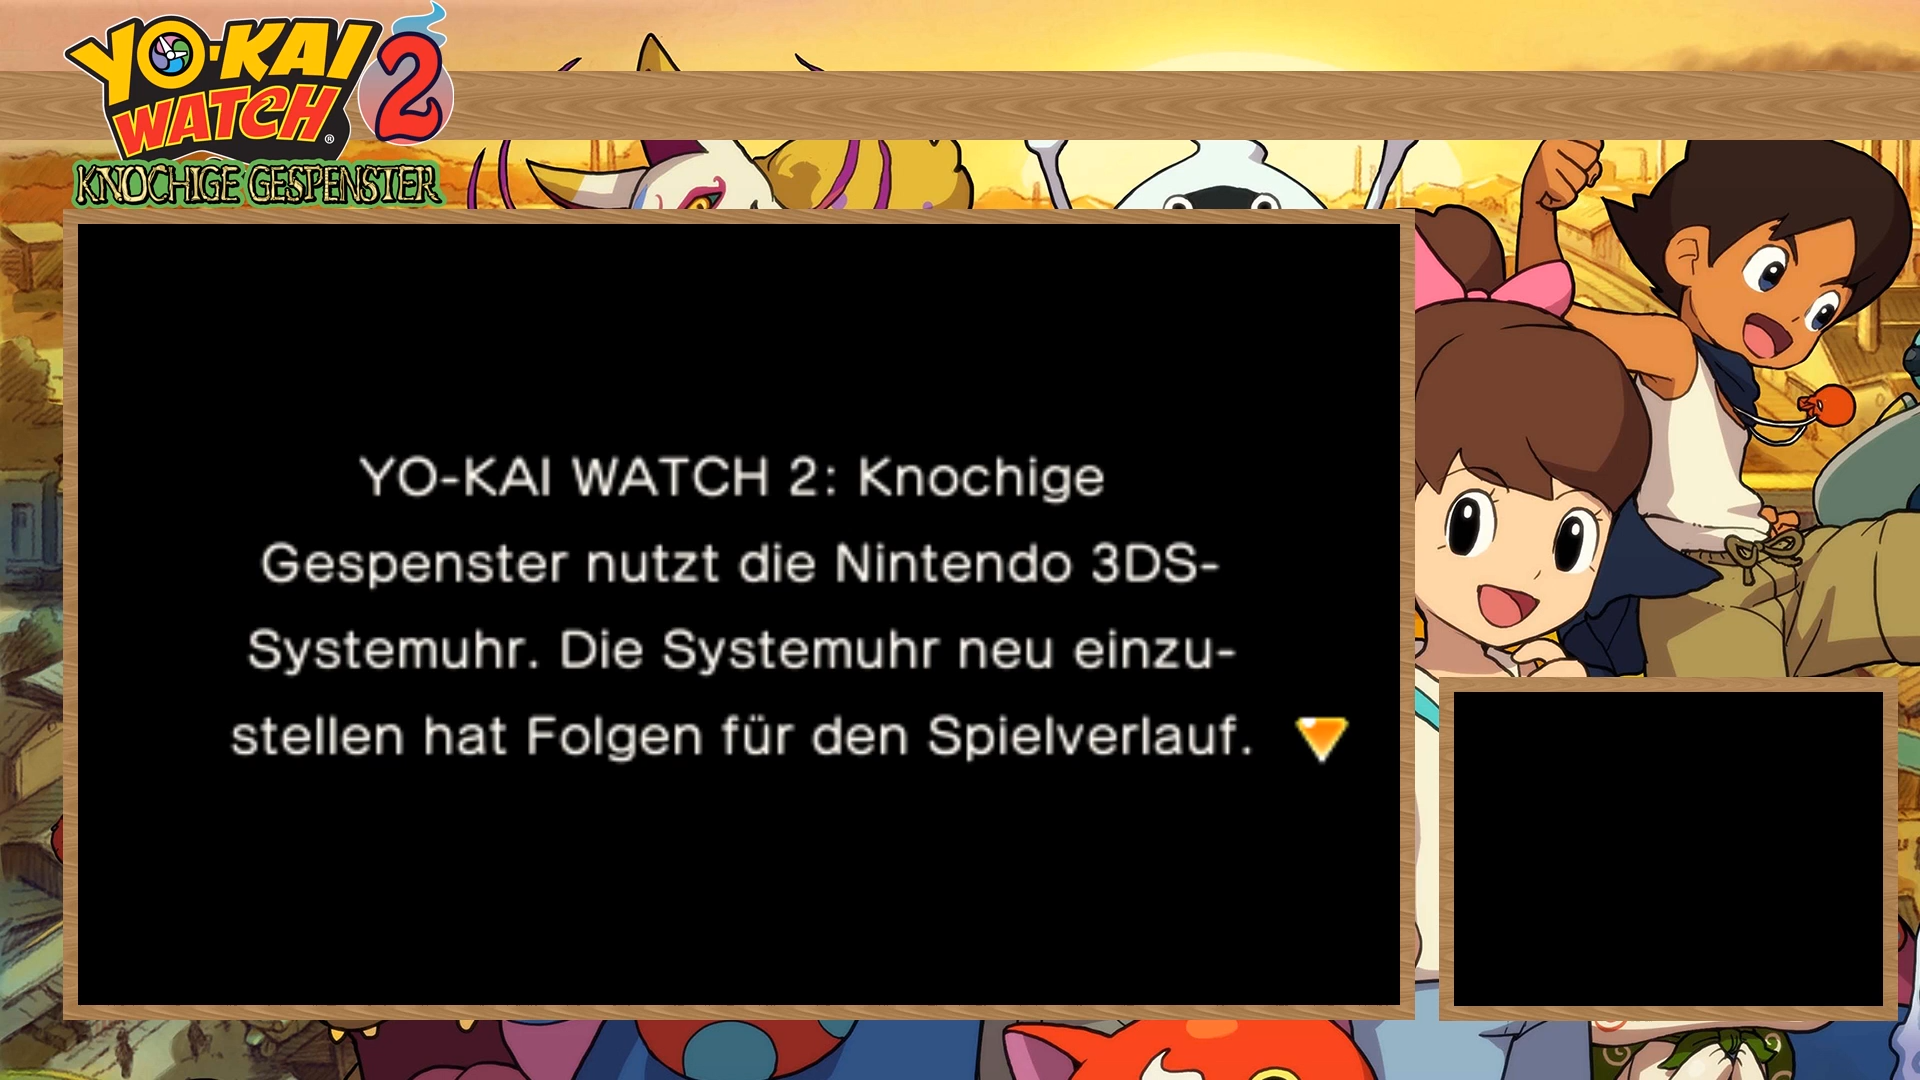 YO-KAI
WATCH® 2
KNOCHIGE GESPENSTER
YO-KAI WATCH 2: Knochige
Gespenster nutzt die Nintendo 3DS-
Systemuhr. Die Systemuhr neu einzu-
stellen hat Folgen für den Spielverlauf.